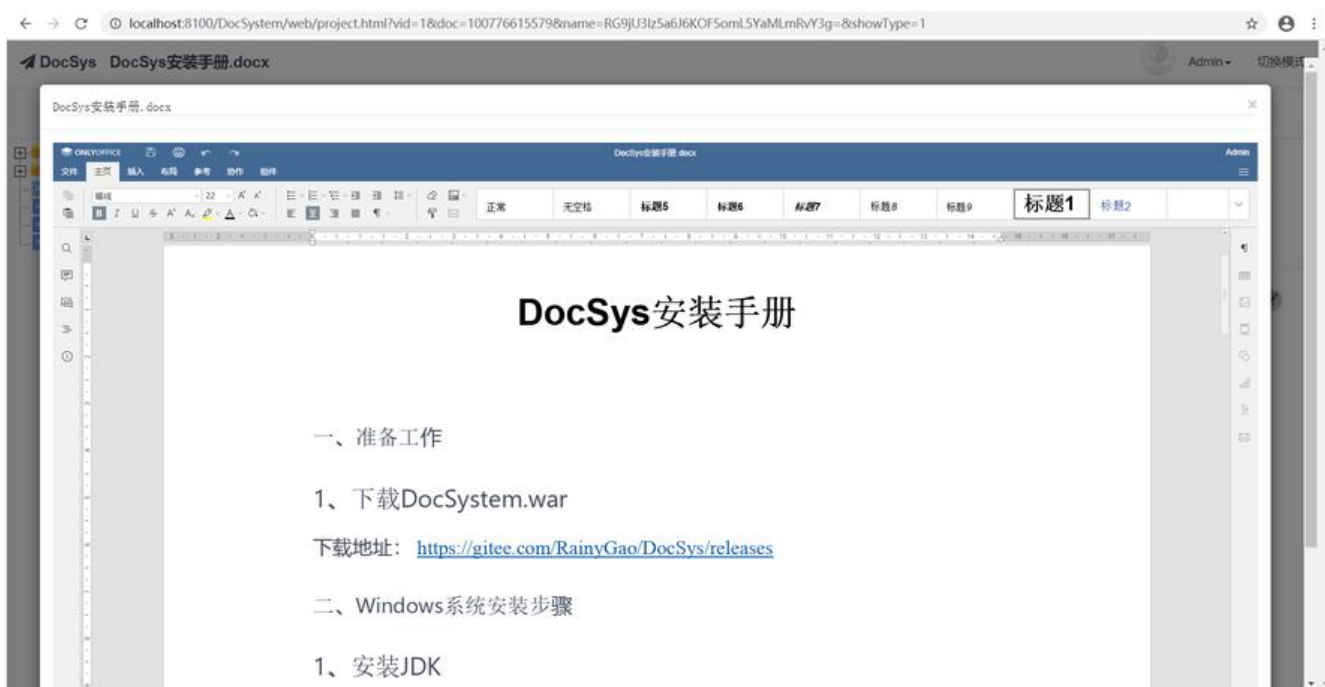 localhost:8100/DocSystem/web/project.html?vid=1&doc=1007766155798&name=RG9jU3lz5a6J6KOF5omL5YaMLmRvY3g=&showType=1
DocSys DocSys安装手册.docx Admin 切换模式
DocSys安装手册.docx
ONLYOFFICE DocSys安装手册.docx Admin
文件 主页 插入 布局 参考 协作 插件
22
正常 无空格 标题5 标题6 标题7 标题8 标题9 标题1 标题2
DocSys安装手册
一、准备工作
1、下载DocSystem.war
下载地址： https://gitee.com/RainyGao/DocSys/releases
二、Windows系统安装步骤
1、安装JDK